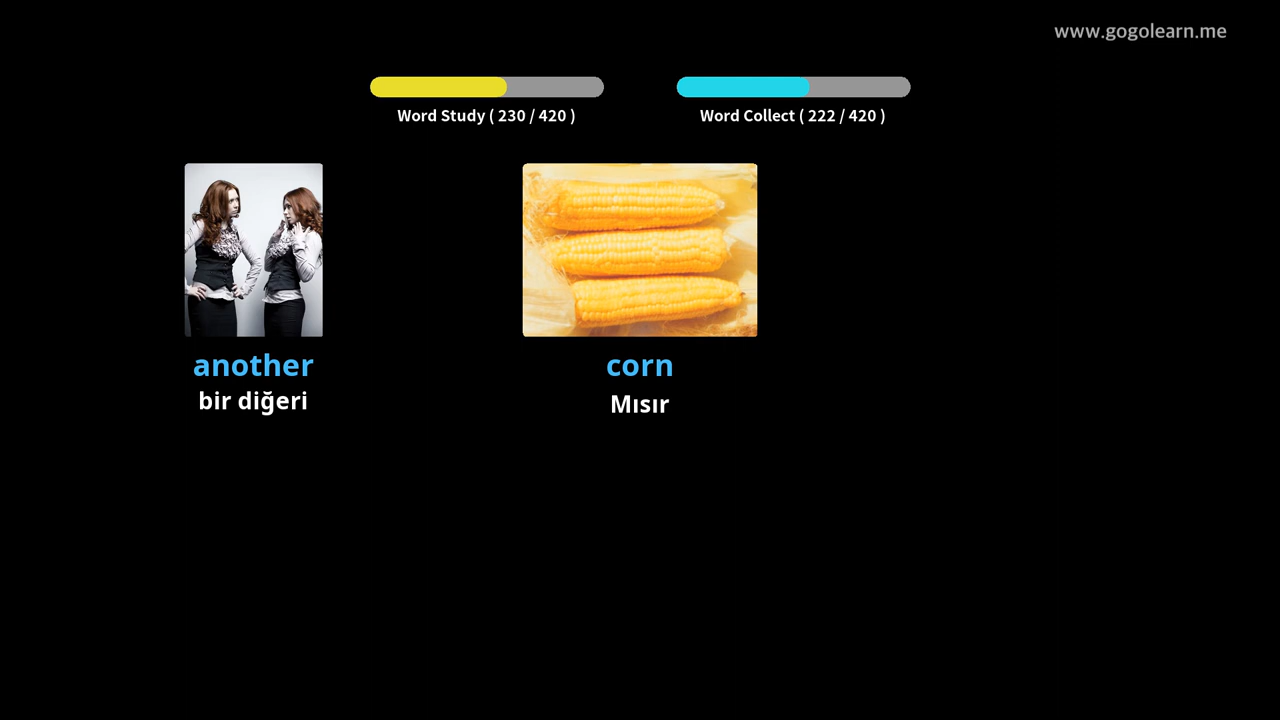 www.gogolearn.me
Word Study ( 230 / 420 )
Word Collect ( 222 / 420 )
another
bir diğeri
corn
Mısır